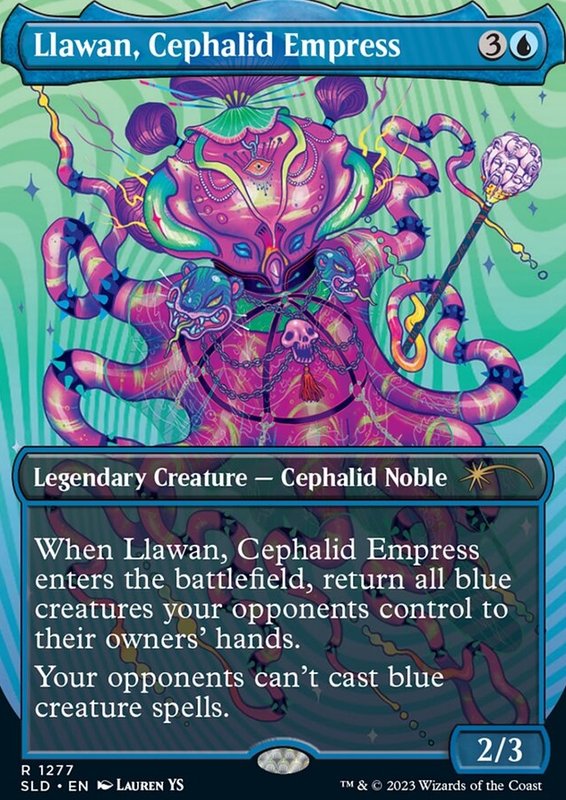 Llawan, Cephalid Empress 3
Legendary Creature — Cephalid Noble
When Llawan, Cephalid Empress
enters the battlefield, return all blue
creatures your opponents control to
their owners’ hands.
Your opponents can’t cast blue
creature spells.
2/3
R 1277
SLD • EN Lauren YS
™ & © 2023 Wizards of the Coast